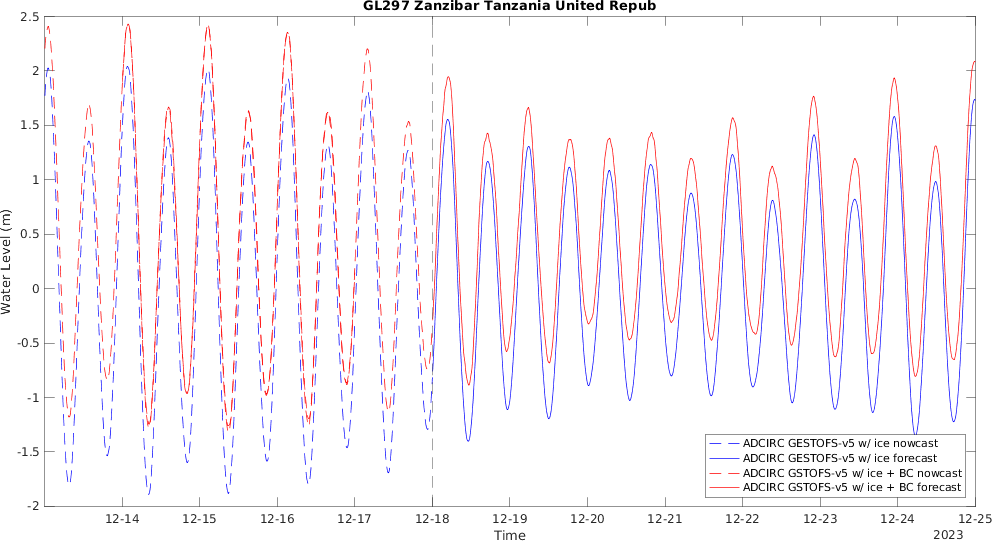 GL297 Zanzibar Tanzania United Repub
2.5
2
1.5
1
0.5
0
-0.5
-1
-1.5
-2
Water Level (m)
ADCIRC GESTOFS-v5 w/ ice nowcast
ADCIRC GESTOFS-v5 w/ ice forecast
ADCIRC GSTOFS-v5 w/ ice + BC nowcast
ADCIRC GSTOFS-v5 w/ ice + BC forecast
12-14 12-15 12-16 12-17 12-18 12-19 12-20 12-21 12-22 12-23 12-24 12-25
Time
2023